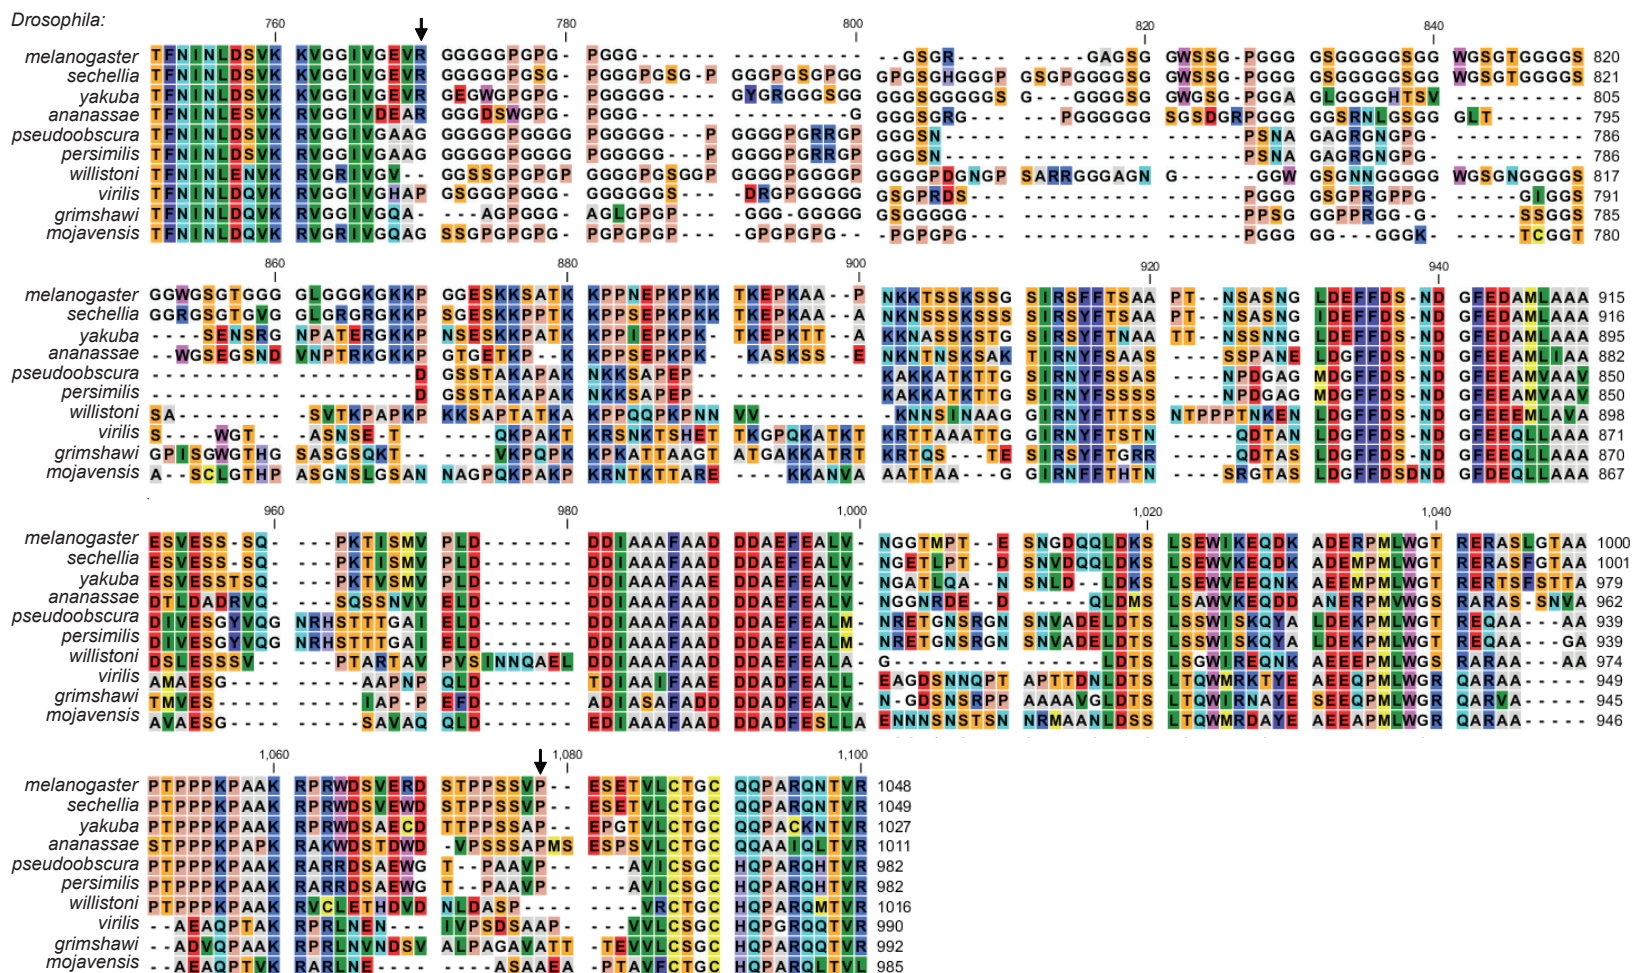 Drosophila:
760 780 800 820 840
melanogaster TFNINLDSVK KVGGIVGEVR GGGGGPGPG- PGGG------ ---------- --GSGR---- ----GAGSG GWSSG-PGGG GSGGGGGSGG WGSGTGGGGS 820
sechellia TFNINLDSVK KVGGIVGEVR GGGGGPGSG- PGGGPGSG-P GGGPGSGPGG GPGSGHGGGP GSGPGGGGSG GWSSG-PGGG GSGGGGGSGG WGSGTGGGGS 821
yakuba TFNINLDSVK RVGGIVGEVR GEGWGPGPG- PGGGGG---- GYGRGGGSGG GGGSGGGGGS G--GGGGSG GWGSG-PGGA GLGGGGHTSV ---------- 805
ananassae TFNINLESVK RVGGIVDEAR GGGDSWGPG- PGGG------ ---------G GGGSGRG--- --PGGGGGG SGSDGRPGGG GGSRNLGSGG GLT------- 795
pseudoobscura TFNINLDSVK RVGGIVGAAG GGGGGPGGGG PGGGGG---P GGGGPGRRGP GGGSN----- ---------- ------PSNA GAGRGNGPG- ---------- 786
persimilis TFNINLDSVK RVGGIVGAAG GGGGGPGGGG PGGGGG---P GGGGPGRRGP GGGSN----- ---------- ------PSNA GAGRGNGPG- ---------- 786
willistoni TFNINLENVK RVGRIVGV-- GGSSGPGPGP GGGGPGSGGP GGGGPGGGGP GGGGPDGNGP SARRGGGAGN G-----GGW GSGNNGGGGG WGSGNGGGGS 817
virilis TFNINLDQVK RVGGIVGHAP GSGGGPGGG- GGGGGGS--- -DRGPGGGGG GSGPRDS--- ---------- ------PGGG GSGPRGPPG- ------IGGS 791
grimshawi TFNINLDQVK RVGGIVGQA- --AGPGGG- AGLGPGP--- -GGG-GGGGG GSGGGGG--- ---------- ------PPSG GGPPRGG-G- -----SSGGS 785
mojavensis TFNINLDQVK RVGRIVGQAG SSGPGPGPG- PGPGPGP--- -GPGPGPG-- -PGPGPG--- ---------- ------PGGG GG---GGGK- -----TCGGT 780
860 880 900 920 940
melanogaster GGWGSGTGGG GLGGGKGKKP GGESKKSATK KPPNEPKPKK TKEPKAA--P NKKTSSKSSG SIRSFFTSAA PT--NSASNG LDEFFDS-ND GFEDAMLAAA 915
sechellia GGRGSGTGVG GLGRGRGKKP SGESKKPPTK KPPSEPKPKK TKEPKAA--A NKNSSSKSSS SIRSYFTSAA PT--NSASNG IDEFFDS-ND GFEDAMLAAA 916
yakuba ----SENSRG NPATERGKKP NSESKKPATK KPPIEPKPK- TKEPKTT--A NKNASSKSTG SIRSYFTNAA TT--NSSNNG LDEFFDS-ND GFEDAMLAAA 895
ananassae --WGSEGSND VNPTRKGKKP GTGETKP--K KPPSEPKPK- -KASKSS--E NKNTNSKSAK TIRNYFSAAS ----SSPANE LDGFFDS-ND GFEEAMLIAA 882
pseudoobscura ---------- ---------D GSSTAKAPAK NKKSAPEP-- ---------- KAKKATKTTG SIRNYFSSAS ----NPDGAG MDGFFDS-ND GFEEAMVAAV 850
persimilis ---------- ---------D GSSTAKAPAK NKKSAPEP-- ---------- KAKKATKTTG SIRNYFSSSS ----NPDGAG MDGFFDS-ND GFEEAMVAAV 850
willistoni SA-------- -SVTKPAPKP KKSAPTATKA KPPQQPKPNN VV-------- -KNNSINAAG GIRNYFTTSS NTPPPTNKEN LDGFFDS-ND GFEEEMLAVA 898
virilis S----WGT-- -ASNSE-T-- ----QKPAKT KRSNKTSHET TKGPQKATKT KRTTAAATTG GIRNYFTSTN -----QDTAN LDGFFDS-ND GFEEQLLAAA 871
grimshawi GPISGWGTHG SASGSQKT-- ----VKPQPK KPKATTAAGT ATGAKKATRT KRTQS---TE SIRSYFTGRR -----QDTAS LDGFFDS-ND GFEEQLLAAA 870
mojavensis A--SCLGTHP ASGNSLGSAN NAGPQKPAKP KRNTKTTARE ----KKANVA AATTAA---G GIRNFFTHTN ----SRGTAS LDGFFDSDND GFDEQLLAAA 867
960 980 1,000 1,020 1,040
melanogaster ESVESS-SQ- ---PKTISMV PLD------- DDIAAAFAAD DDAEFEALV- NGGTMPT--E SNGDQQLDKS LSEWIKEQDK ADERPMLWGT RERASLGTAA 1000
sechellia ESVESS-SQ- ---PKTISMV PLD------- DDIAAAFAAD DDAEFEALV- NGETLPT--D SNVDQQLDKS LSEWVKEQDK AEEMPMLWGT RERASFGTAA 1001
yakuba ESVESSTSQ- ---PKTVSMV PLD------- DDIAAAFAAE DDAEFEALV- NGATLQA--N SNLD--LDKS LSEWVEEQNK AEEMPMLWGT RERTSFSTTA 979
ananassae DTLDADRVQ- ---SQSSNVV ELD------- DDIAAAFAAD DDAEFEALV- NGGNRDE--D -----QLDMS LSAWVKEQDD ANERPMVWGS RARAS-SNVA 962
pseudoobscura DIVESGYVQG NRHSTTTGAI ELD------- DDIAAAFAAD DDAEFEALM- NRETGNSRGN SNVADELDTS LSSWISKQYA LDEKPMLWGT REQAA---AA 939
persimilis DIVESGYVQG NRHSTTTGAI ELD------- DDIAAAFAAD DDAEFEALM- NRETGNSRGN SNVADELDTS LSSWISKQYA LDEKPMLWGT REQAA---GA 939
willistoni DSLESSSV-- ---PTARTAV PVSINNQAEL DDIAAAFAAD DDAEFEALA- G--------- ------LDTS LSGWIREQNK AEEEPMLWGS RARAA---AA 974
virilis AMAESG---- -----AAPNP QLD------- TDIAAIFAAE DDADFEALL- EAGDSNNQPT APTTDNLDTS LTQWMRKTYE AEEQPMLWGR QARAA----- 949
grimshawi TMVES----- -----IAP-P EFD------- ADIASAFADD DDADFEALL- N-GDSNSRPP AAAAVGLDTS LTQWIRNAYE SEEQPMLWGR QARVA----- 945
mojavensis AVAESG---- -----SAVAQ QLD------- EDIAAAFAAD DDADFESLLA ENNNSNSTSN NRMAANLDSS LTQWMRDAYE AEEAPMLWGR QARAA----- 946
1,060 1,080 1,100
melanogaster PTPPPKPAAK RPRWDSVERD STPPSSVP-- ESETVLCTGC QQPARQNTVR 1048
sechellia PTPPPKPAAK RPRWDSVEWD STPPSSVP-- ESETVLCTGC QQPARQNTVR 1049
yakuba PTPPPKPAAK RPRWDSAECD TTPPSSAP-- EPGTVLCTGC QQPACKNTVR 1027
ananassae STPPPKPAPK RAKWDSTDWD -VPSSSAPMS ESPSVLCTGC QQAAIQLTVR 1011
pseudoobscura PTPPPKPAAK RARRDSAEWG T--PAAVP-- ---AVICSGC HQPARQHTVR 982
persimilis PTPPPKPAAK RARRDSAEWG T--PAAVP-- ---AVICSGC HQPARQHTVR 982
willistoni PTPPPKPAAK RVCLETHDVD NLDASP---- ----VRCTGC HQPARQMTVR 1016
virilis --AEAQPTAK RPRLNEN--- IVPSDSAAP- ---VVLCSGC HQPGRQQTVR 990
grimshawi --ADVQPAAK RPRLNVNDSV ALPAGAVATT -TEVVLCSGC HQPARQQTVR 992
mojavensis --AEAQPTVK RARLNE---- ----ASAAEA -PTAVFCTGC HQPARQLTVL 985